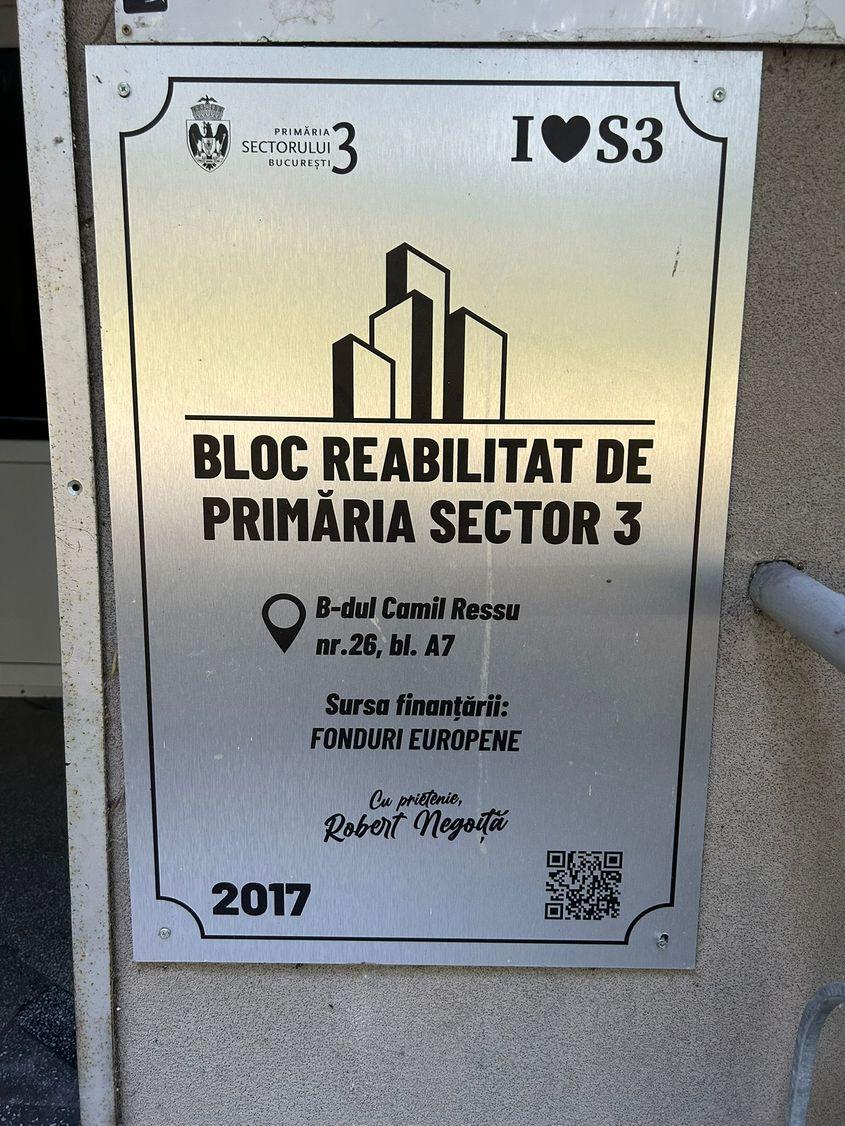 PRIMĂRIA
SECTORULUI 3
BUCUREȘTI
I♥S3
BLOC REABILITAT DE
PRIMĂRIA SECTOR 3
B-dul Camil Ressu
nr.26, bl. A7
Sursa finanțării:
FONDURI EUROPENE
Cu prietenie,
Robert Negoiță
2017